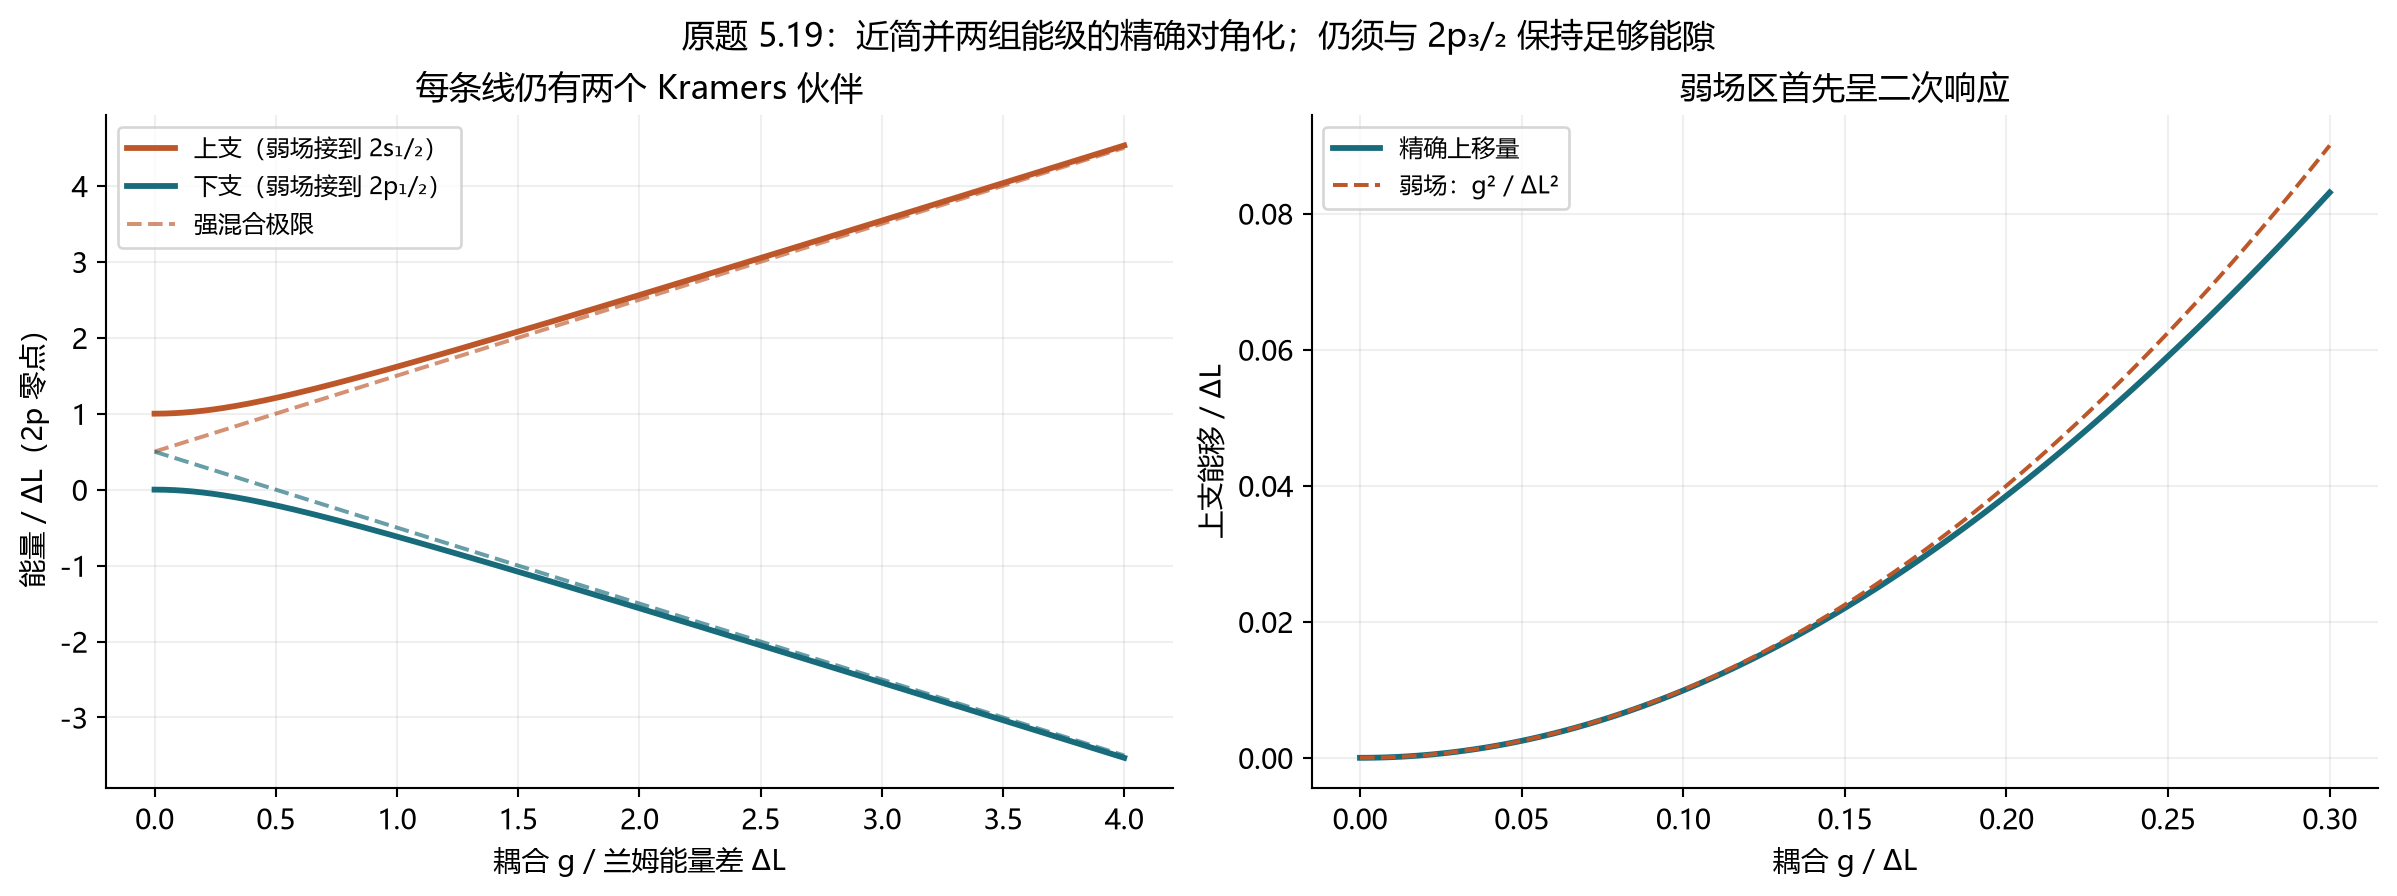 原题 5.19：近简并两组能级的精确对角化；仍须与 2p₃/₂ 保持足够能隙
每条线仍有两个 Kramers 伙伴
上支（弱场接到 2s₁/₂）
下支（弱场接到 2p₁/₂）
强混合极限
能量 / ΔL（2p 零点）
4
3
2
1
0
-1
-2
-3
0.0 0.5 1.0 1.5 2.0 2.5 3.0 3.5 4.0
耦合 g / 兰姆能量差 ΔL
弱场区首先呈二次响应
精确上移量
弱场：g² / ΔL²
上支能移 / ΔL
0.08
0.06
0.04
0.02
0.00
0.00 0.05 0.10 0.15 0.20 0.25 0.30
耦合 g / ΔL